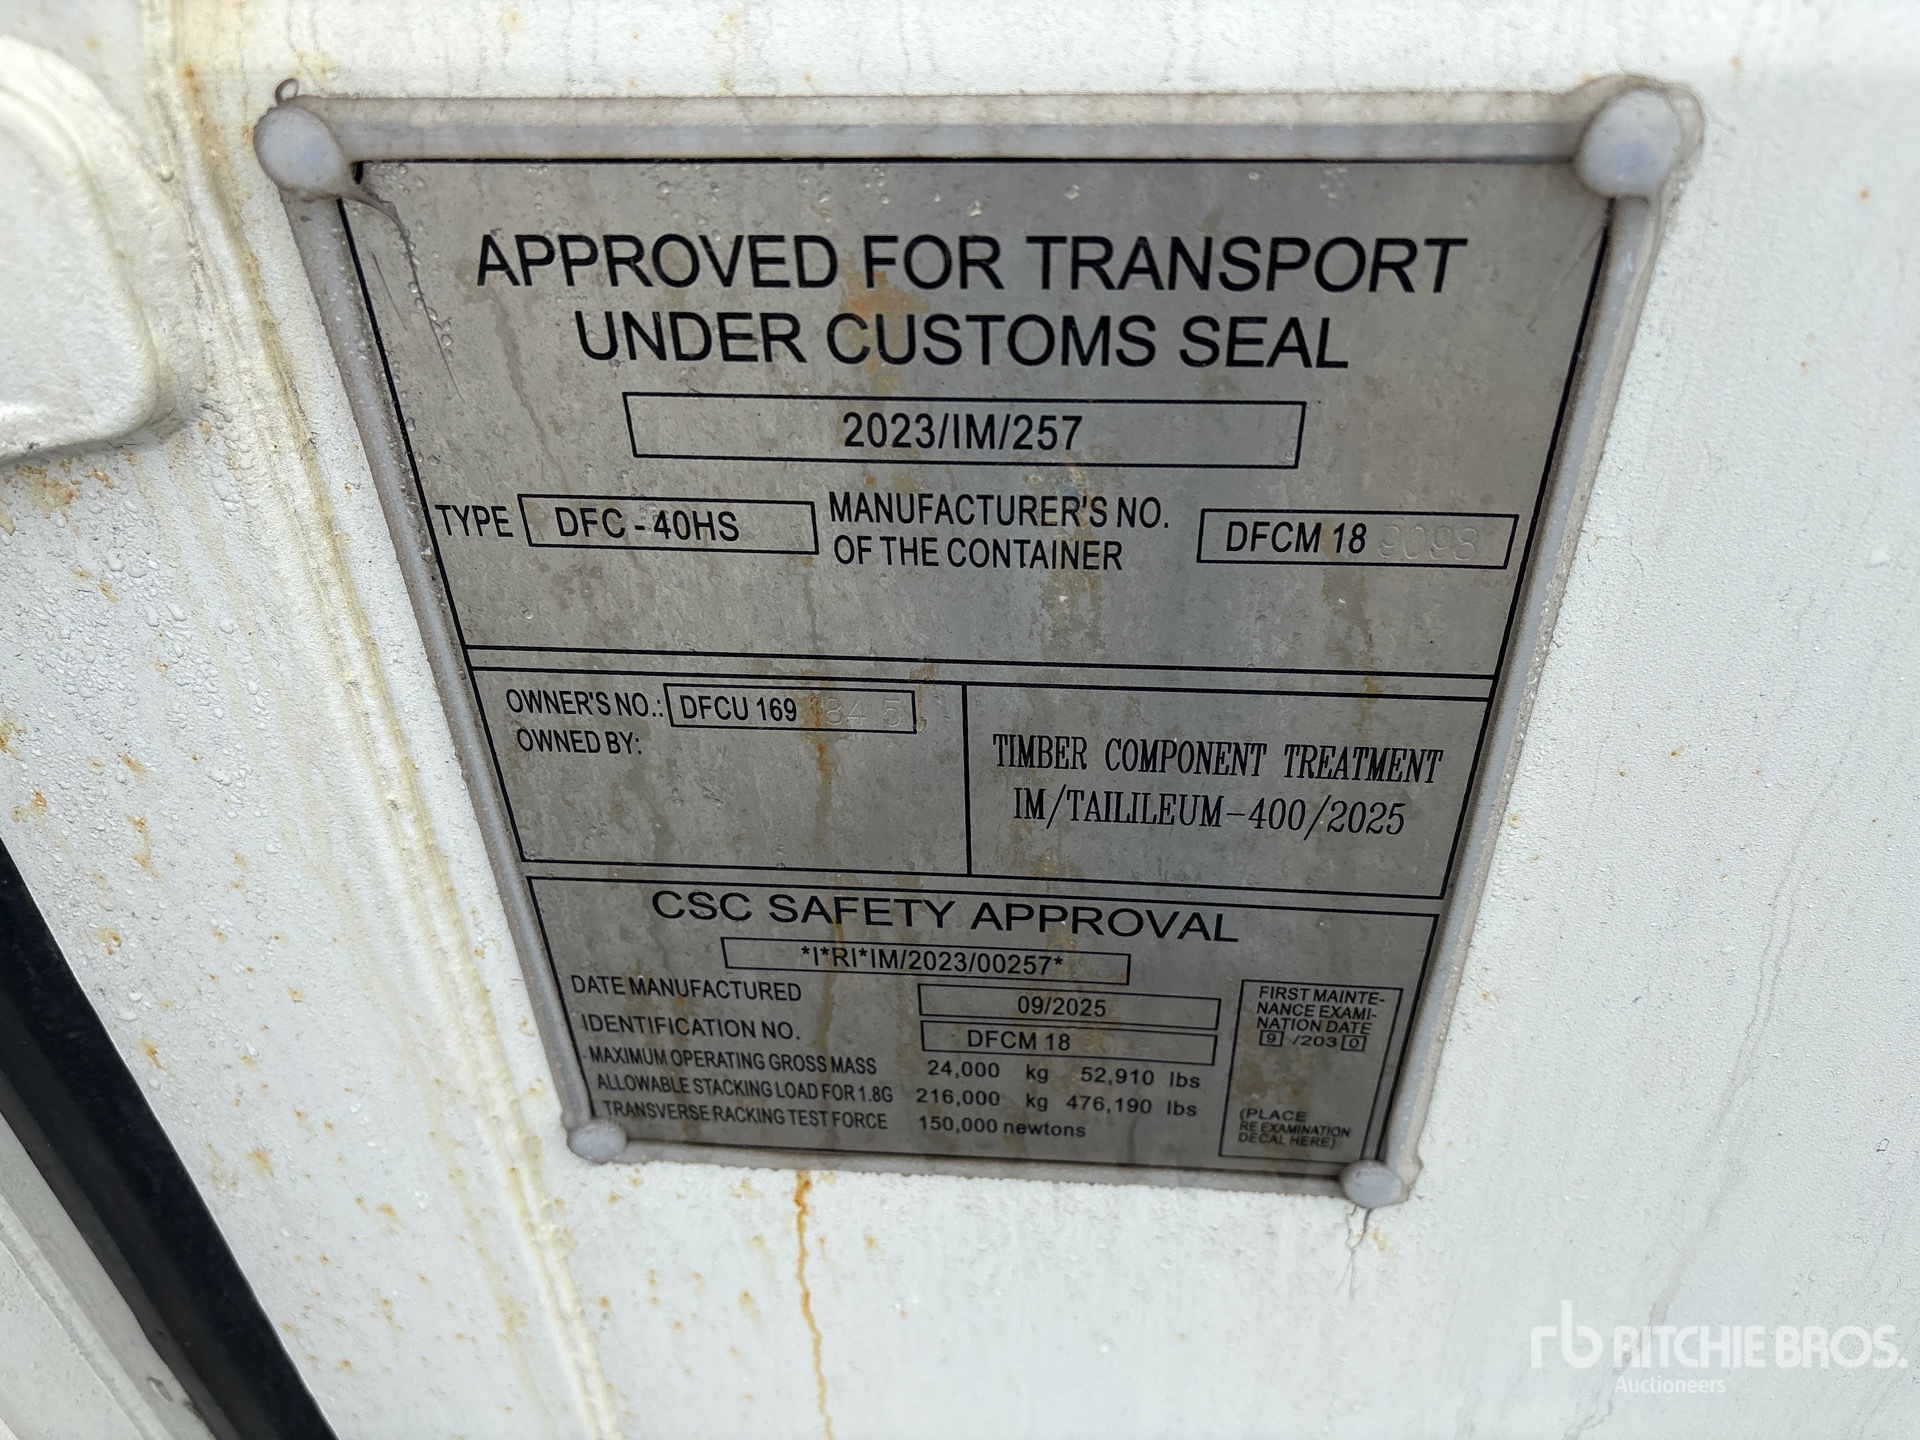 APPROVED FOR TRANSPORT
UNDER CUSTOMS SEAL
2023/IM/257
TYPE DFC - 40HS MANUFACTURER'S NO. OF THE CONTAINER DFCM 18 9098
OWNER'S NO.: DFCU 169 84 5
OWNED BY:
TIMBER COMPONENT TREATMENT
IM/TAILILEUM-400/2025
CSC SAFETY APPROVAL
*I*RI*IM/2023/00257*
DATE MANUFACTURED 09/2025
IDENTIFICATION NO. DFCM 18
MAXIMUM OPERATING GROSS MASS 24,000 kg 52,910 lbs
ALLOWABLE STACKING LOAD FOR 1.8G 216,000 kg 476,190 lbs
TRANSVERSE RACKING TEST FORCE 150,000 newtons
FIRST MAINTE-
NANCE EXAMI-
NATION DATE
9 /203 0
(PLACE
RE EXAMINATION
DECAL HERE)
rb RITCHIE BROS.
Auctioneers